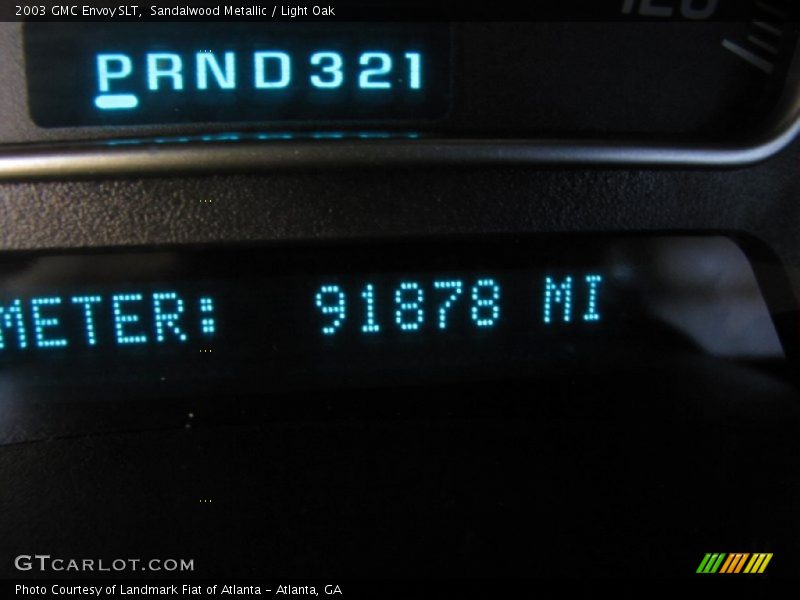 2003 GMC Envoy SLT, Sandalwood Metallic / Light Oak
120
PRND321
METER: 91878 MI
GTCARLOT.COM
Photo Courtesy of Landmark Fiat of Atlanta - Atlanta, GA